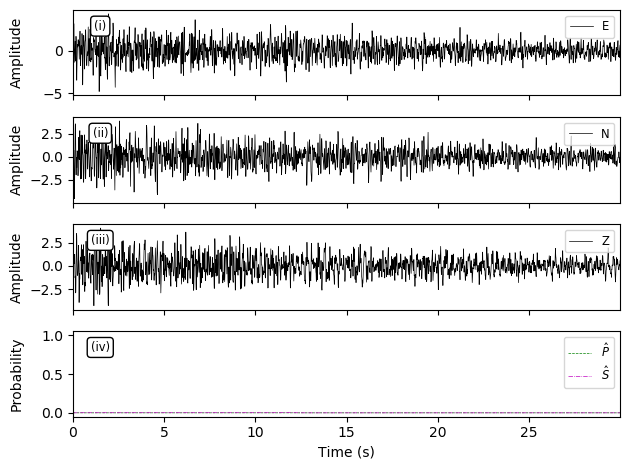 Amplitude
(i)
E
0
−5
Amplitude
(ii)
N
2.5
0.0
−2.5
Amplitude
(iii)
Z
2.5
0.0
−2.5
Probability
(iv)
P̂
Ŝ
1.0
0.5
0.0
0 5 10 15 20 25
Time (s)